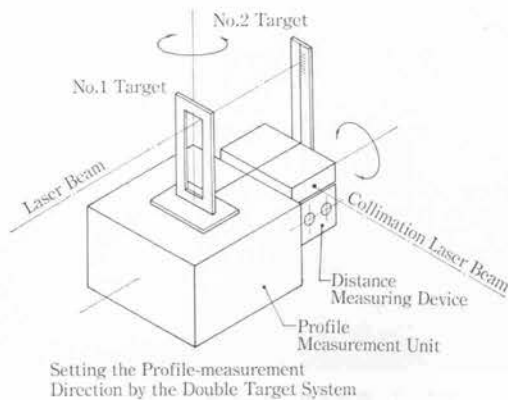 No.2 Target
No.1 Target
Laser Beam
Collimation Laser Beam
Distance
Measuring Device
Profile
Measurement Unit
Setting the Profile-measurement
Direction by the Double Target System